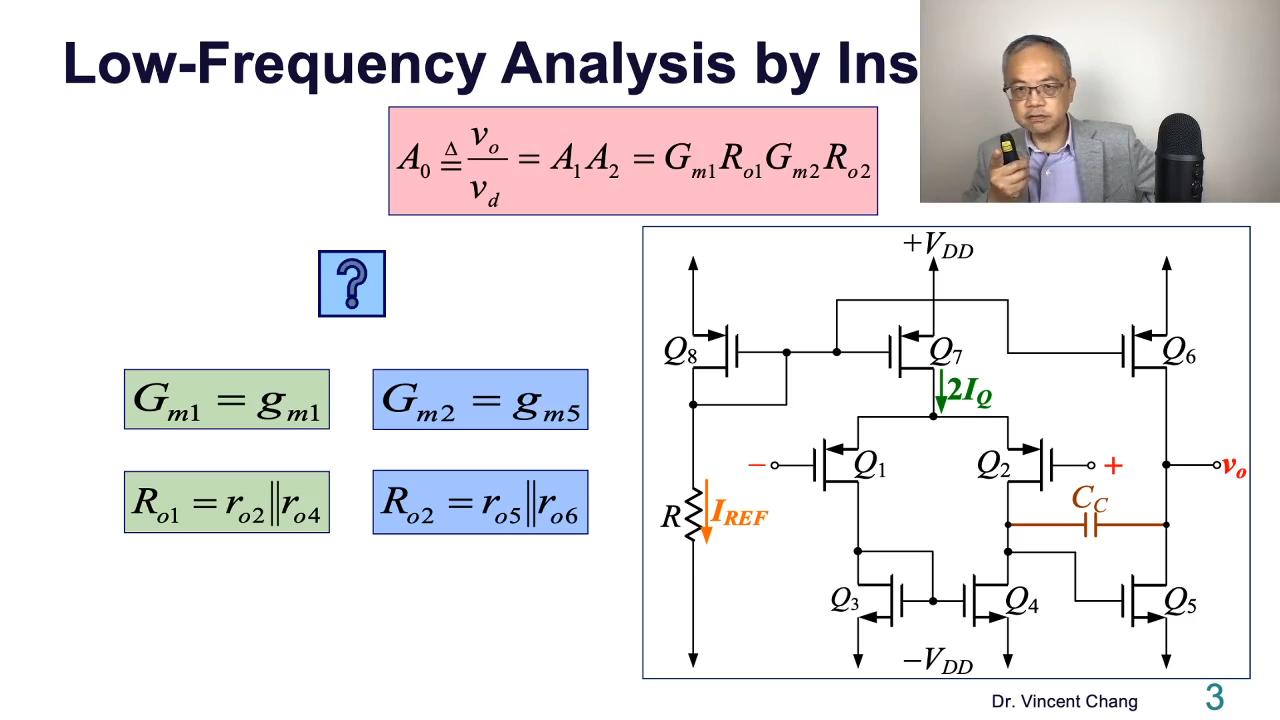 Low-Frequency Analysis by Ins
A₀ ≜ vₒ/v_d = A₁A₂ = G_m1 R_o1 G_m2 R_o2
?
G_m1 = g_m1
G_m2 = g_m5
R_o1 = r_o2 ‖ r_o4
R_o2 = r_o5 ‖ r_o6
+V_DD
Q₈
Q₇
Q₆
2I_Q
− Q₁ Q₂ +
vₒ
R
I_REF
C_C
Q₃
Q₄
Q₅
−V_DD
Dr. Vincent Chang
3